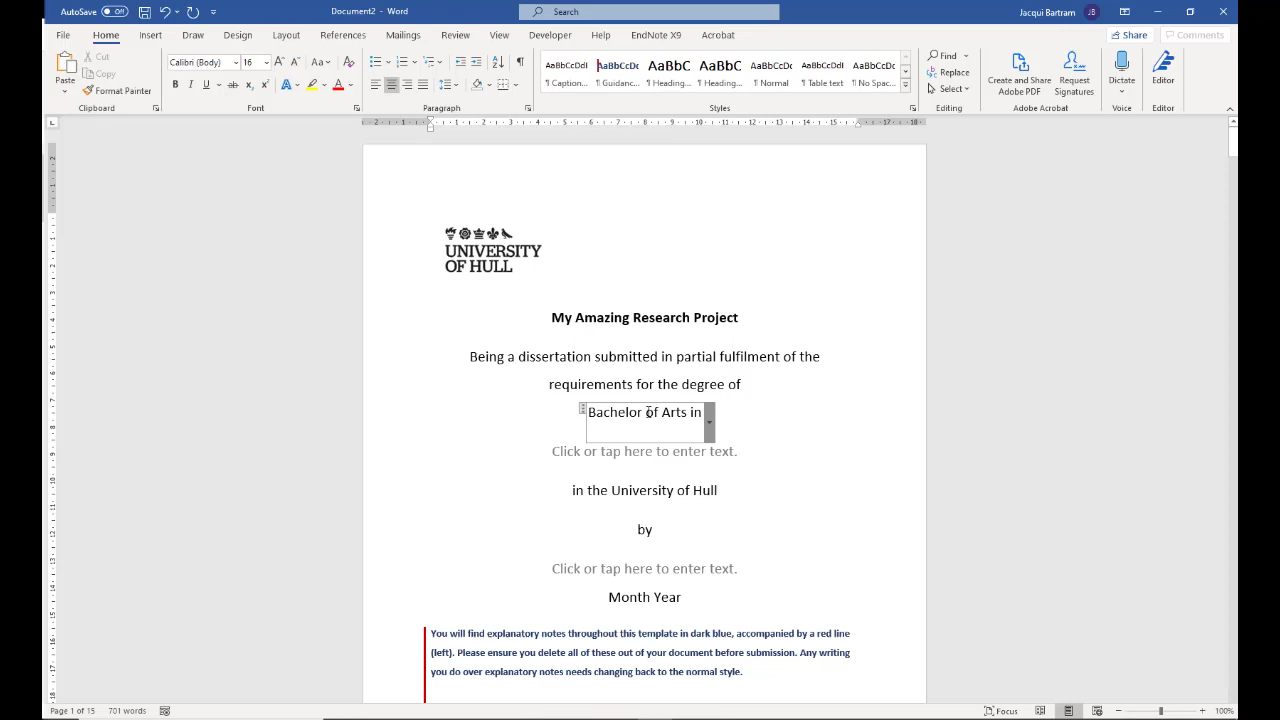 AutoSave Off Document2 - Word Search Jacqui Bartram JB
File Home Insert Draw Design Layout References Mailings Review View Developer Help EndNote X9 Acrobat Share Comments
Paste Cut Copy Format Painter
Calibri (Body) 16
AaBbCcDdI AaBbCcDc AaBbC AaBbC AaBbCcDc AaBbCcDdI AaBbCcDc
¶ Caption... ¶ Guidanc... ¶ Heading... ¶ Heading... ¶ Normal ¶ Table text ¶ No Spac...
Find Replace Select
Create and Share Adobe PDF
Request Signatures
Dictate
Editor
Clipboard Font Paragraph Styles Editing Adobe Acrobat Voice Editor
UNIVERSITY
OF HULL
My Amazing Research Project
Being a dissertation submitted in partial fulfilment of the
requirements for the degree of
Bachelor of Arts in
Click or tap here to enter text.
in the University of Hull
by
Click or tap here to enter text.
Month Year
You will find explanatory notes throughout this template in dark blue, accompanied by a red line
(left). Please ensure you delete all of these out of your document before submission. Any writing
you do over explanatory notes needs changing back to the normal style.
Page 1 of 15 701 words Focus 100%